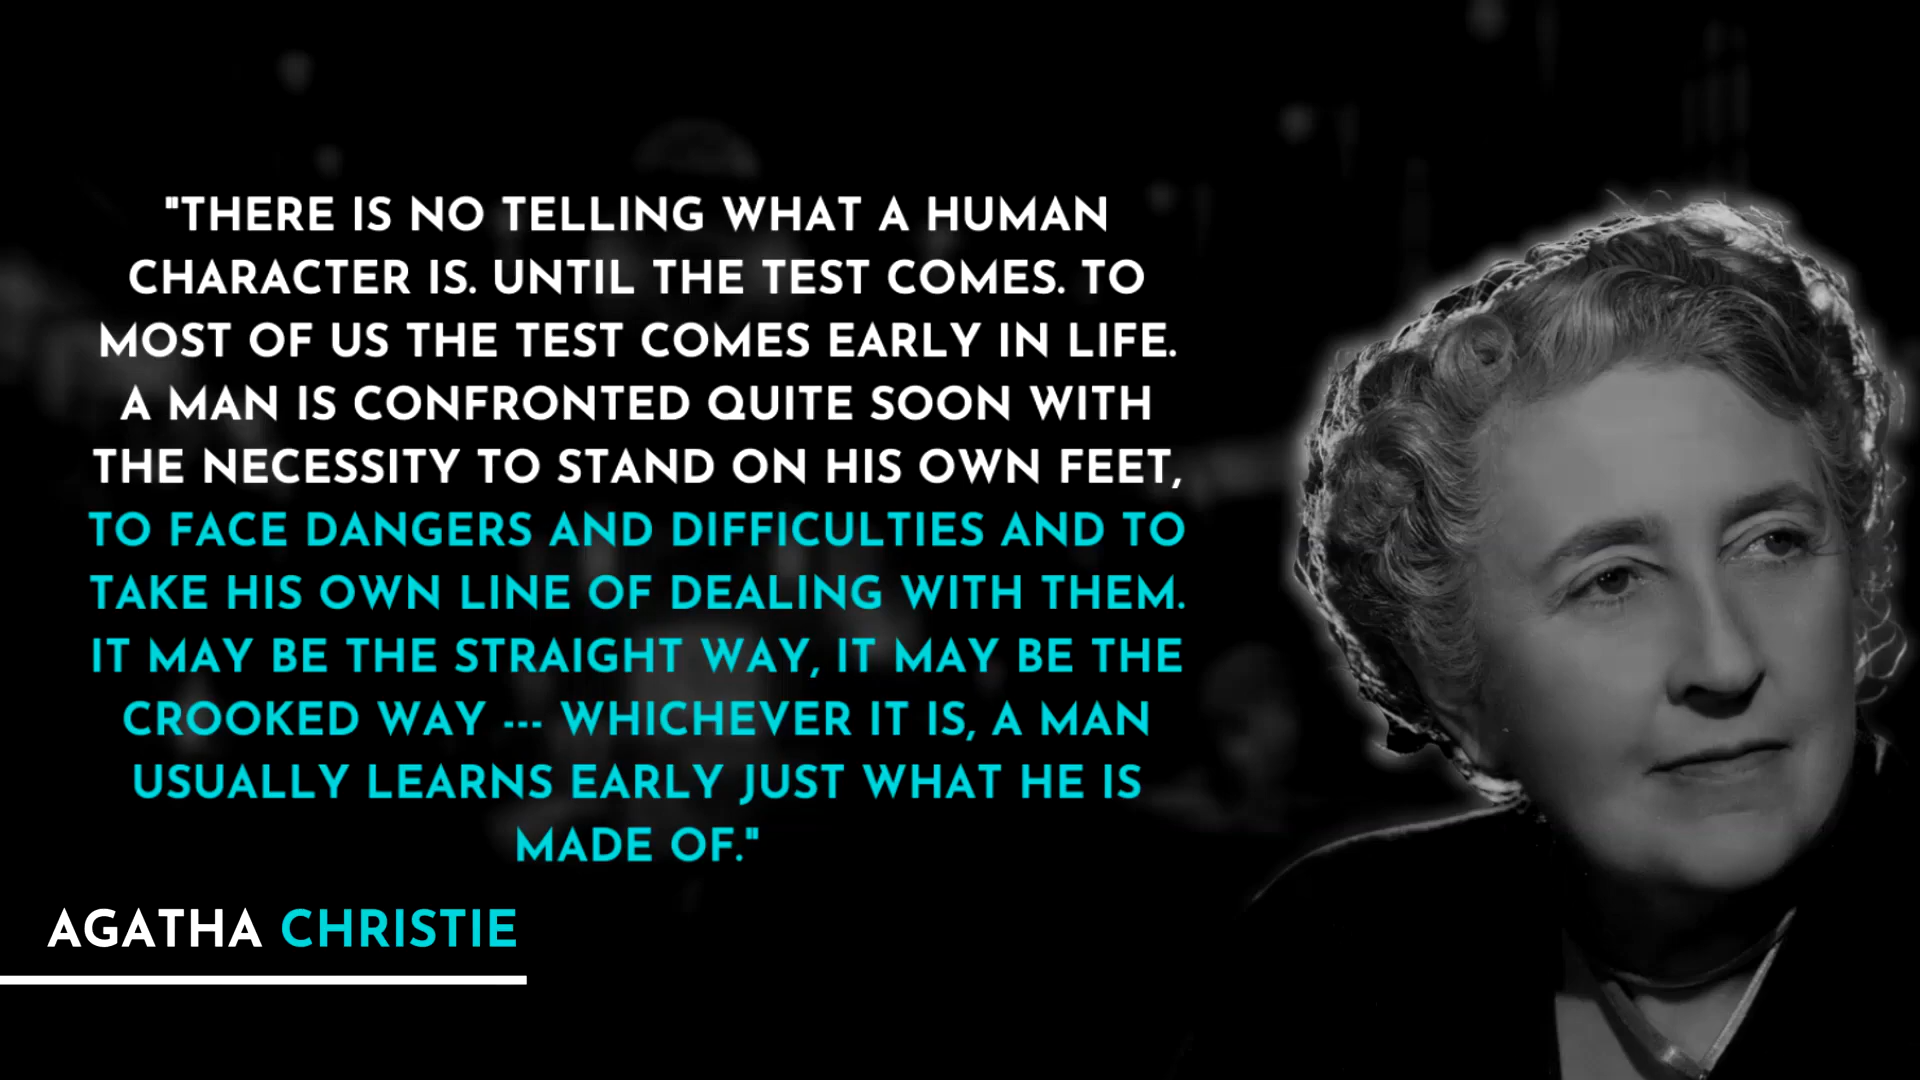 "THERE IS NO TELLING WHAT A HUMAN
CHARACTER IS. UNTIL THE TEST COMES. TO
MOST OF US THE TEST COMES EARLY IN LIFE.
A MAN IS CONFRONTED QUITE SOON WITH
THE NECESSITY TO STAND ON HIS OWN FEET,
TO FACE DANGERS AND DIFFICULTIES AND TO
TAKE HIS OWN LINE OF DEALING WITH THEM.
IT MAY BE THE STRAIGHT WAY, IT MAY BE THE
CROOKED WAY --- WHICHEVER IT IS, A MAN
USUALLY LEARNS EARLY JUST WHAT HE IS
MADE OF."
AGATHA CHRISTIE